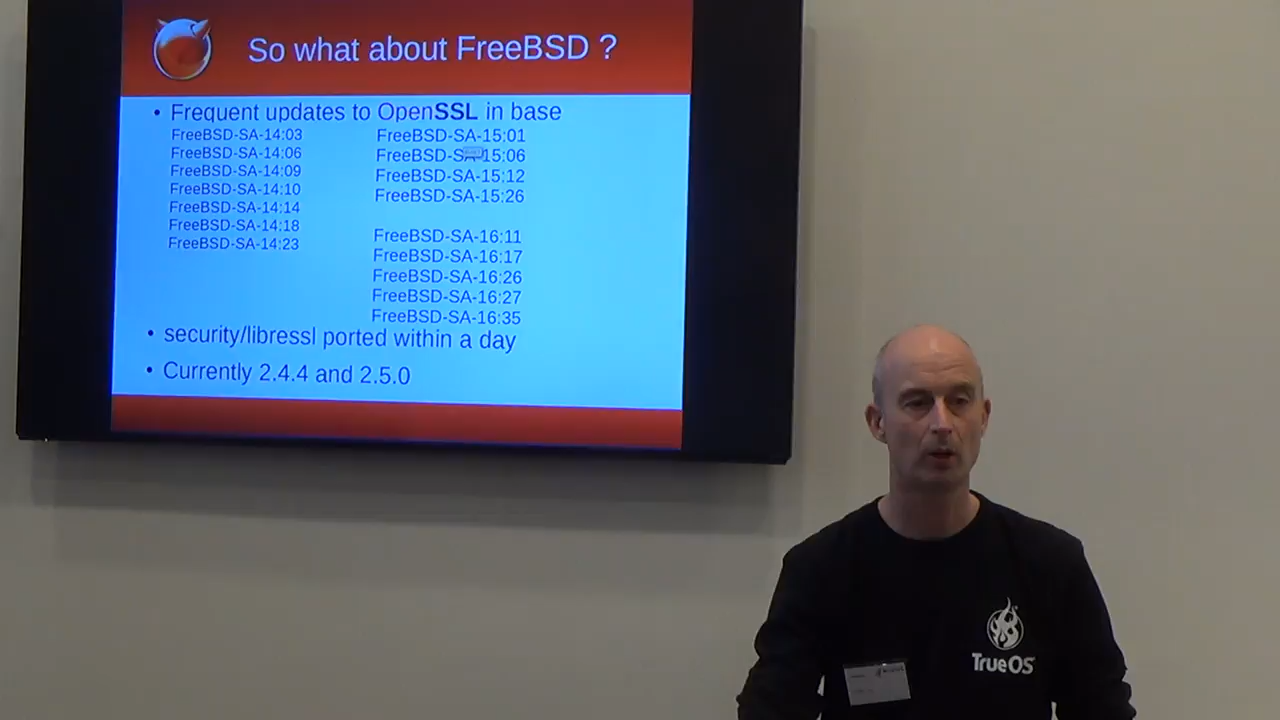 So what about FreeBSD ?
• Frequent updates to OpenSSL in base
FreeBSD-SA-14:03
FreeBSD-SA-14:06
FreeBSD-SA-14:09
FreeBSD-SA-14:10
FreeBSD-SA-14:14
FreeBSD-SA-14:18
FreeBSD-SA-14:23
FreeBSD-SA-15:01
FreeBSD-SA-15:06
FreeBSD-SA-15:12
FreeBSD-SA-15:26
FreeBSD-SA-16:11
FreeBSD-SA-16:17
FreeBSD-SA-16:26
FreeBSD-SA-16:27
FreeBSD-SA-16:35
• security/libressl ported within a day
• Currently 2.4.4 and 2.5.0
TrueOS